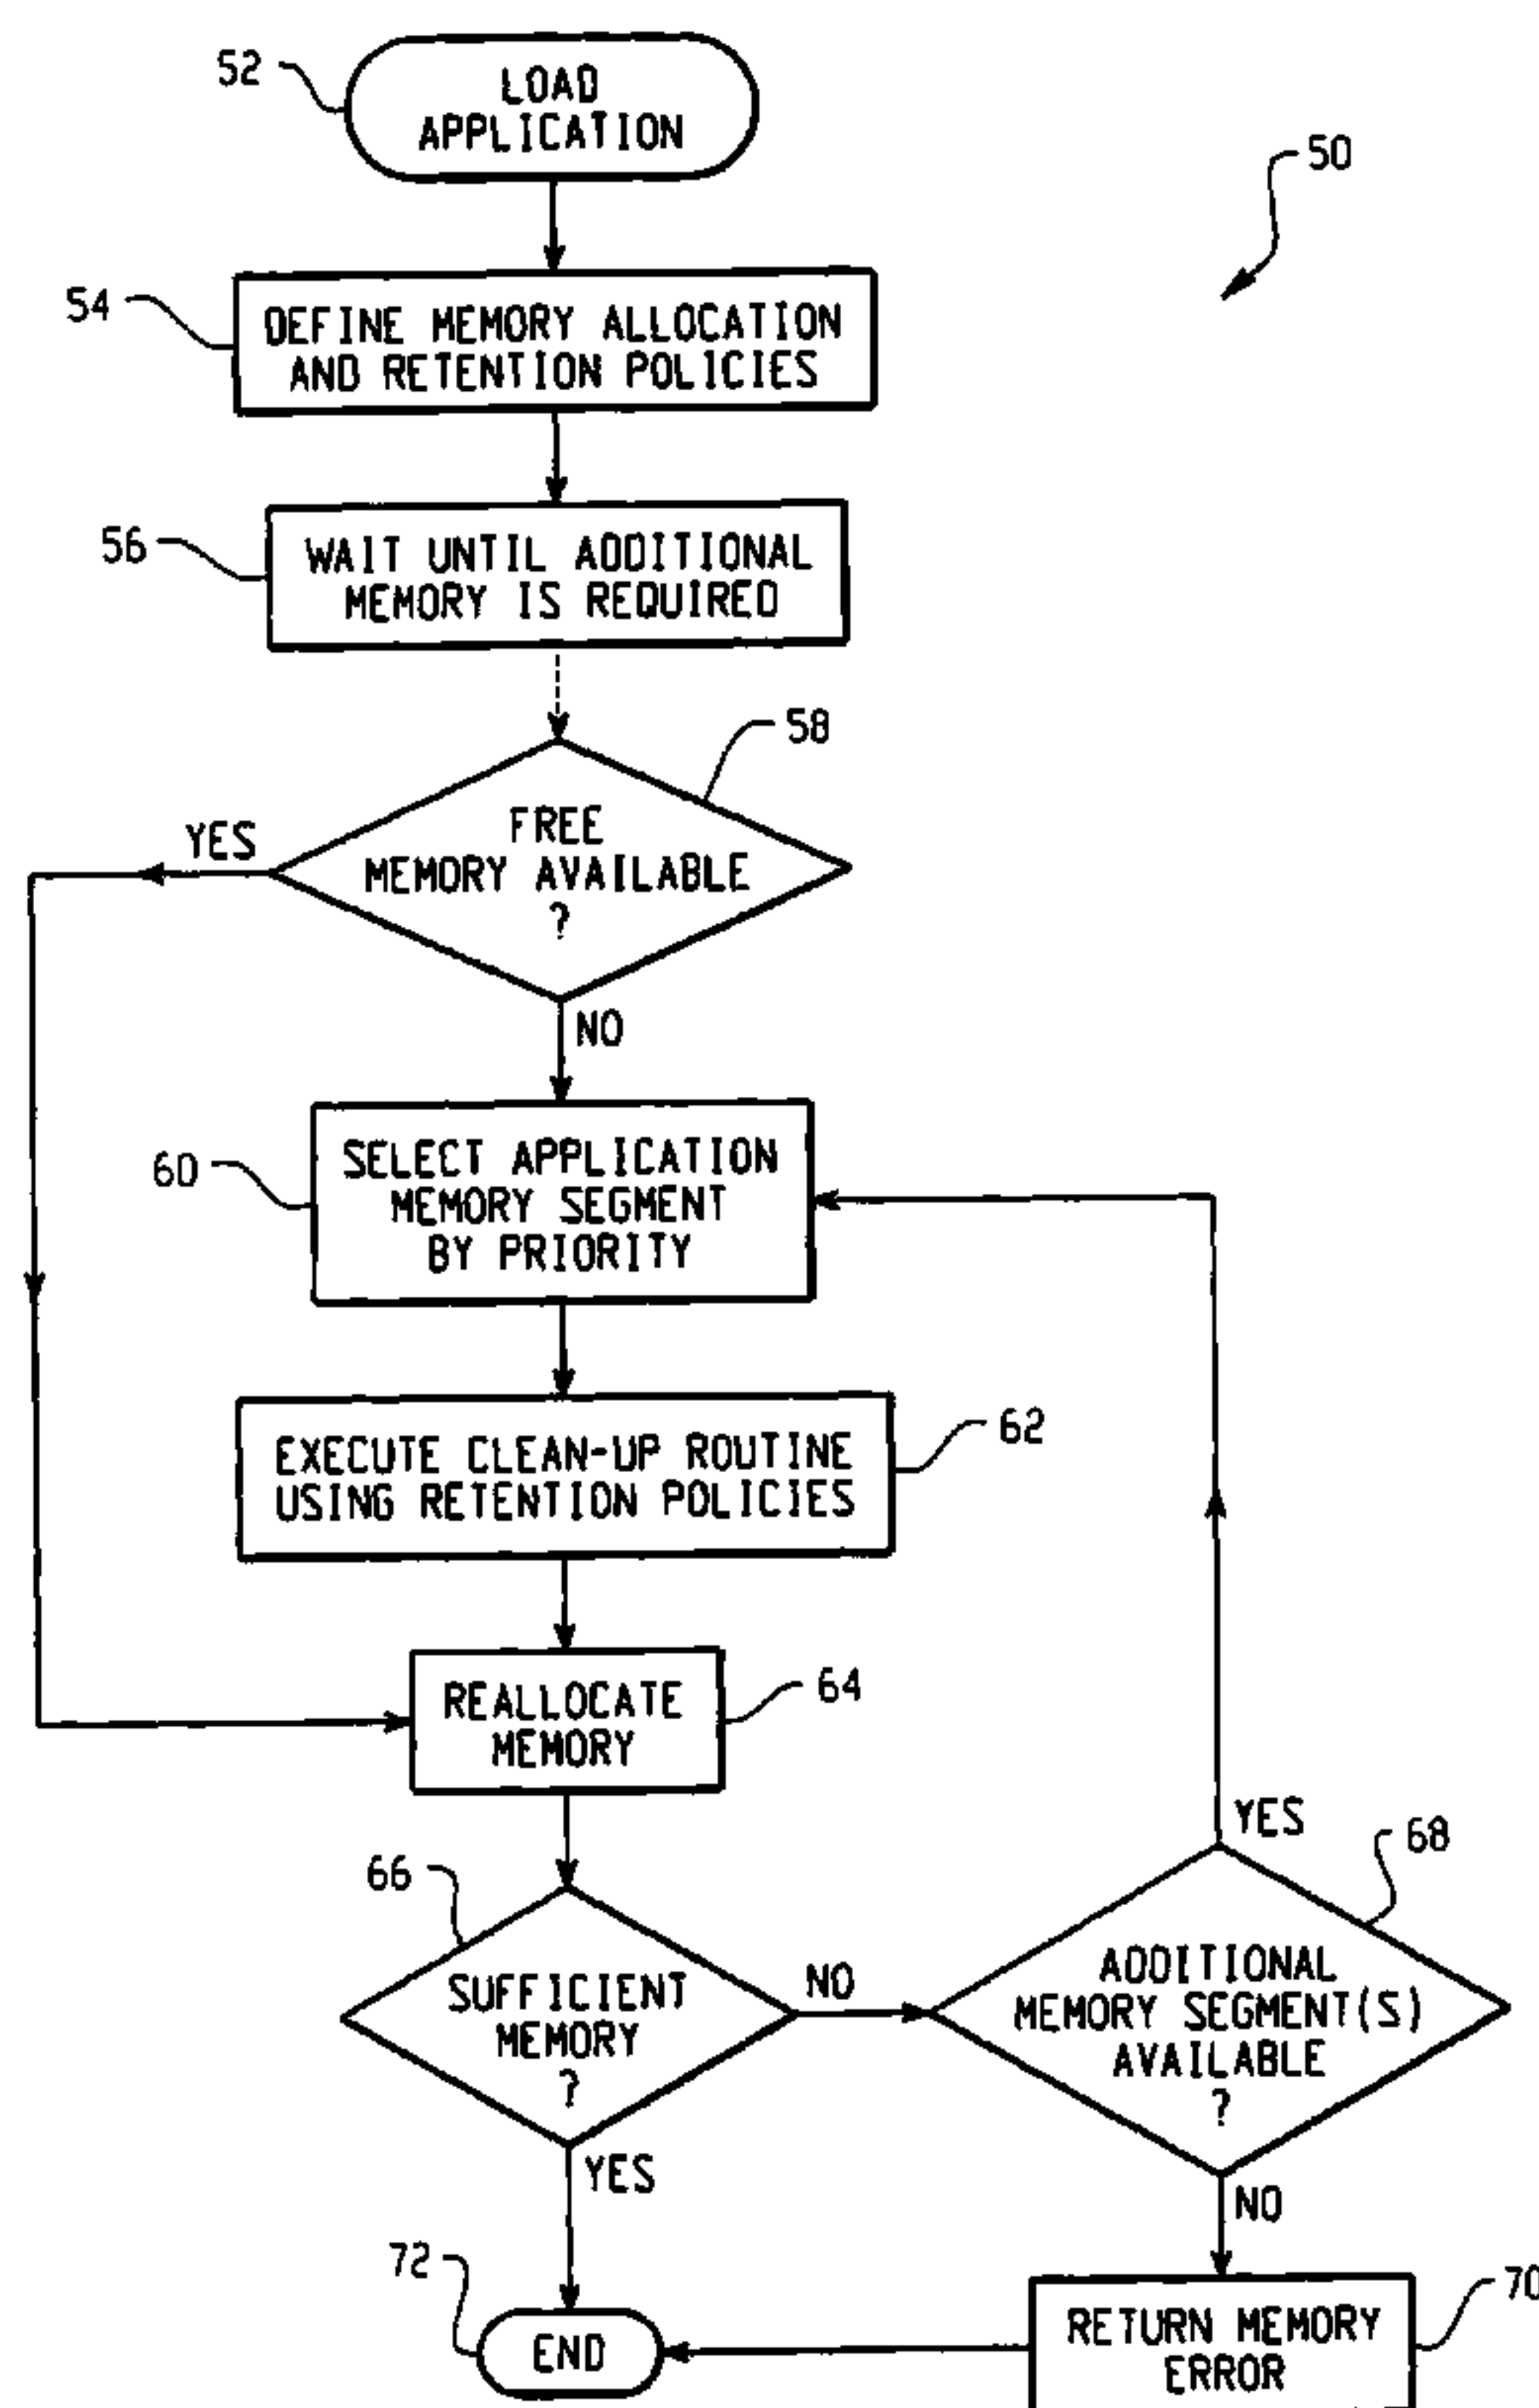 52
LOAD
APPLICATION
50
54
DEFINE MEMORY ALLOCATION
AND RETENTION POLICIES
56
WAIT UNTIL ADDITIONAL
MEMORY IS REQUIRED
58
YES
FREE
MEMORY AVAILABLE
?
NO
60
SELECT APPLICATION
MEMORY SEGMENT
BY PRIORITY
62
EXECUTE CLEAN-UP ROUTINE
USING RETENTION POLICIES
64
REALLOCATE
MEMORY
YES
68
66
SUFFICIENT
MEMORY
?
NO
ADDITIONAL
MEMORY SEGMENT(S)
AVAILABLE
?
YES
NO
72
END
70
RETURN MEMORY
ERROR